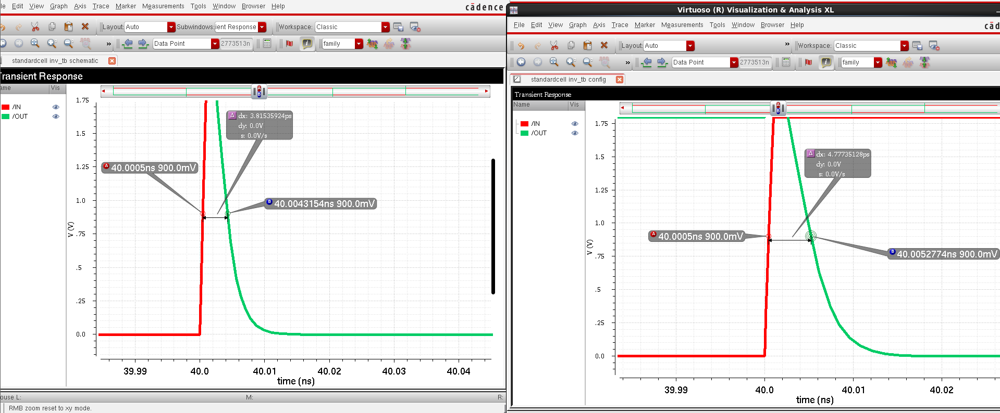 Edit View Graph Axis Trace Marker Measurements Tools Window Browser Help
cādence
Layout: Auto Subwindows: ient Response Workspace: Classic
» Data Point 2773513n family
standardcell inv_tb schematic
Transient Response
ame Vis
/IN
/OUT
1.75
1.5
1.25
1.0
.75
.5
.25
0.0
V (V)
dx: 3.81535924ps
dy: 0.0V
s: 0.0V/s
A 40.0005ns 900.0mV
B 40.0043154ns 900.0mV
39.99 40.0 40.01 40.02 40.03 40.04
time (ns)
ouse L: M: R:
RMB zoom reset to xy mode.
Virtuoso (R) Visualization & Analysis XL
File Edit View Graph Axis Trace Marker Measurements Tools Window Browser Help
cād
Layout: Auto » Workspace: Classic
» Data Point 2773513n family
standardcell inv_tb config
Transient Response
Name Vis
/IN
/OUT
1.75
1.5
1.25
1.0
.75
.5
.25
0.0
V (V)
dx: 4.77735128ps
dy: 0.0V
s: 0.0V/s
A 40.0005ns 900.0mV
B 40.0052774ns 900.0mV
39.99 40.0 40.01 40.02
time (ns)